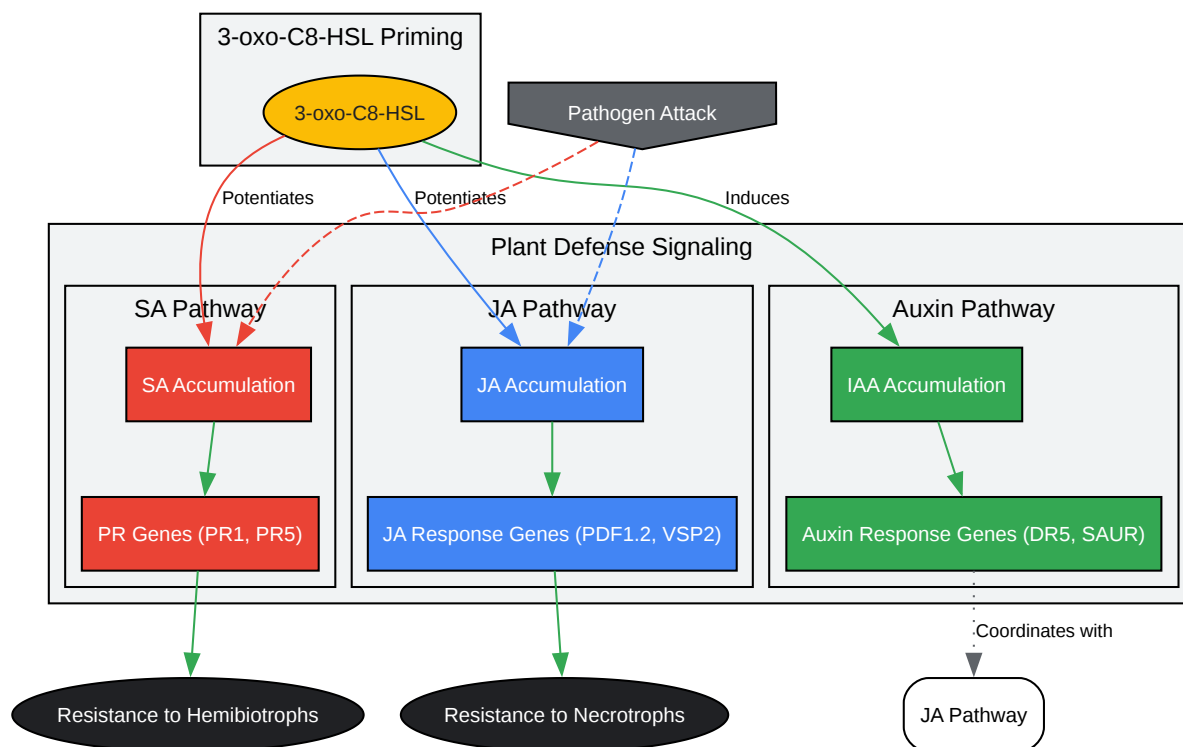 3-oxo-C8-HSL Priming
3-oxo-C8-HSL
Pathogen Attack
Potentiates
Potentiates
Induces
Plant Defense Signaling
SA Pathway
JA Pathway
Auxin Pathway
SA Accumulation
JA Accumulation
IAA Accumulation
PR Genes (PR1, PR5)
JA Response Genes (PDF1.2, VSP2)
Auxin Response Genes (DR5, SAUR)
Coordinates with
Resistance to Hemibiotrophs
Resistance to Necrotrophs
JA Pathway